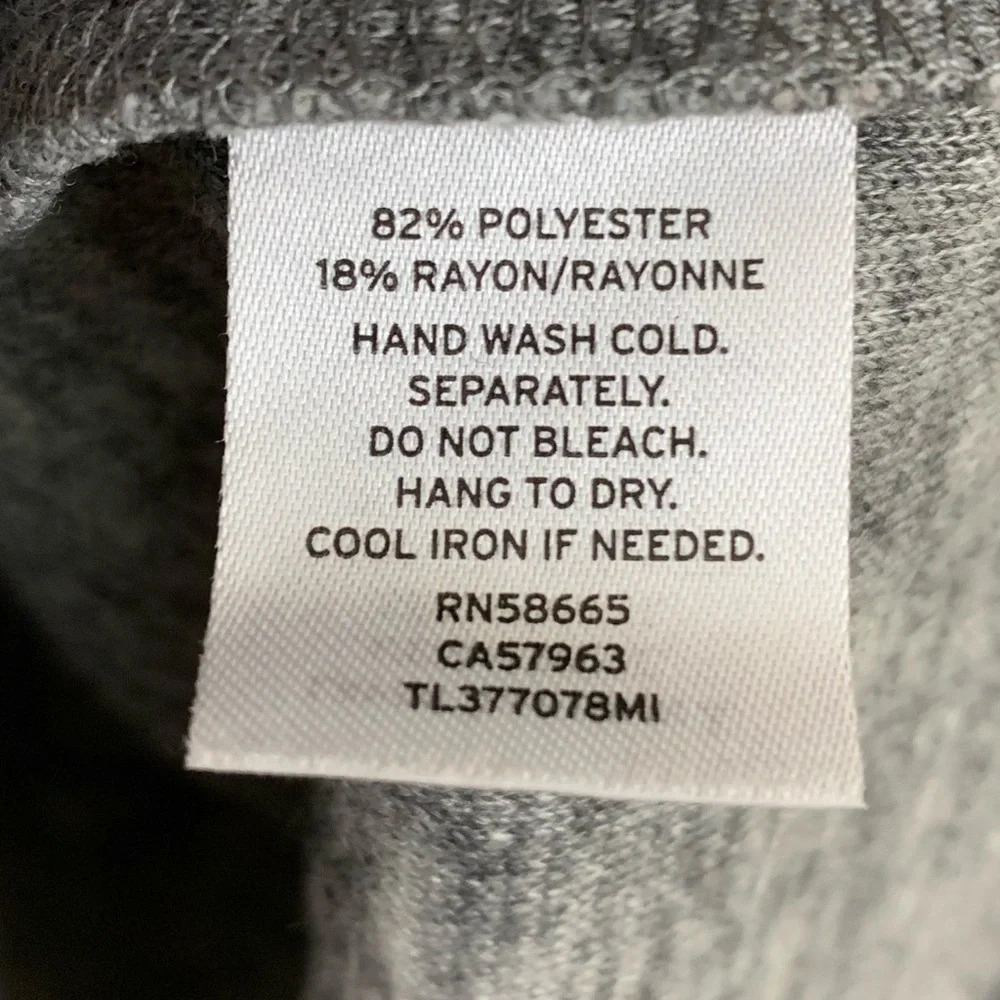 82% POLYESTER
18% RAYON/RAYONNE
HAND WASH COLD.
SEPARATELY.
DO NOT BLEACH.
HANG TO DRY.
COOL IRON IF NEEDED.
RN58665
CA57963
TL377078MI